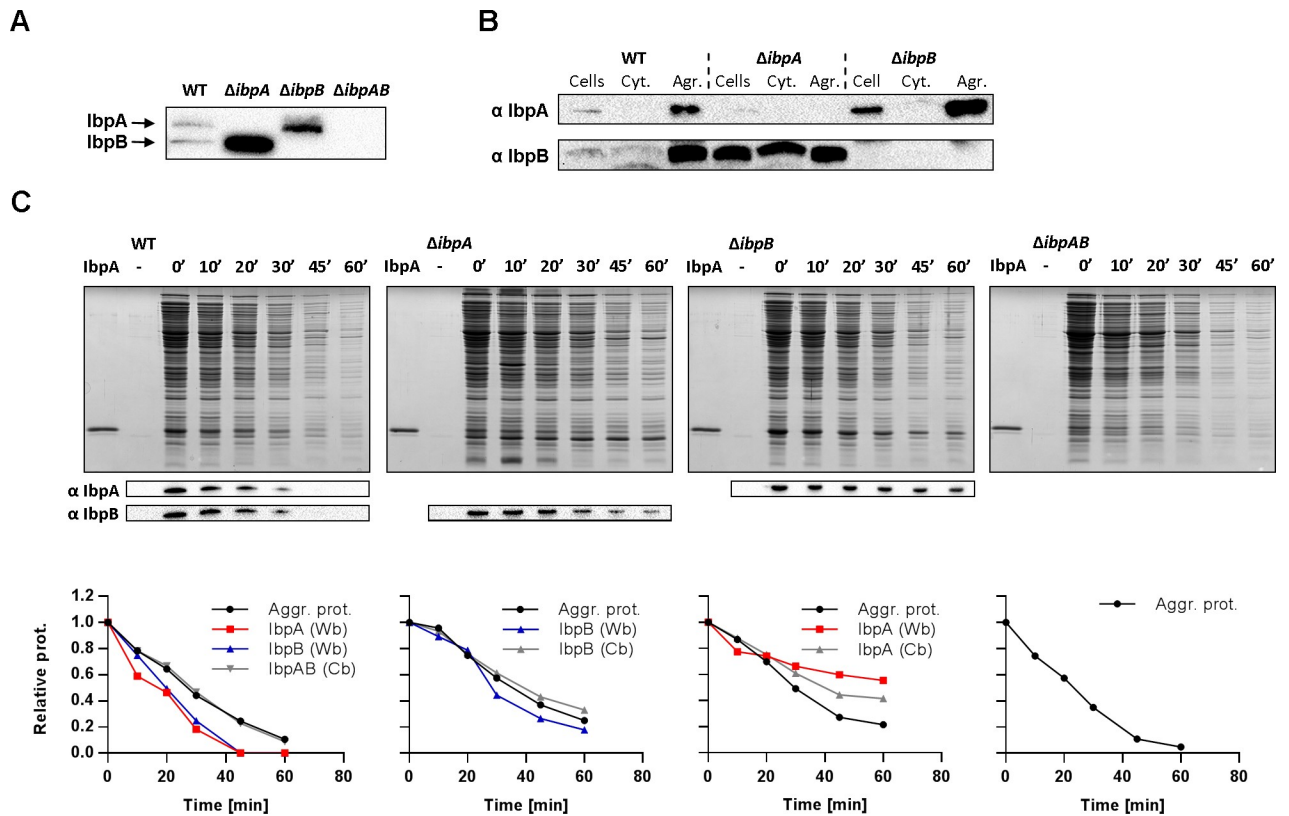 A
WT ΔibpA ΔibpB ΔibpAB
IbpA
IbpB
B
WT ΔibpA ΔibpB
Cells Cyt. Agr. Cells Cyt. Agr. Cell Cyt. Agr.
α IbpA
α IbpB
C
WT
IbpA - 0’ 10’ 20’ 30’ 45’ 60’
α IbpA
α IbpB
ΔibpA
IbpA - 0’ 10’ 20’ 30’ 45’ 60’
ΔibpB
IbpA - 0’ 10’ 20’ 30’ 45’ 60’
ΔibpAB
IbpA - 0’ 10’ 20’ 30’ 45’ 60’
Relative prot.
1.2
1.0
0.8
0.6
0.4
0.2
0.0
Aggr. prot.
IbpA (Wb)
IbpB (Wb)
IbpAB (Cb)
0 20 40 60 80
Time [min]
Aggr. prot.
IbpB (Wb)
IbpB (Cb)
0 20 40 60 80
Time [min]
Aggr. prot.
IbpA (Wb)
IbpA (Cb)
0 20 40 60 80
Time [min]
Aggr. prot.
0 20 40 60 80
Time [min]